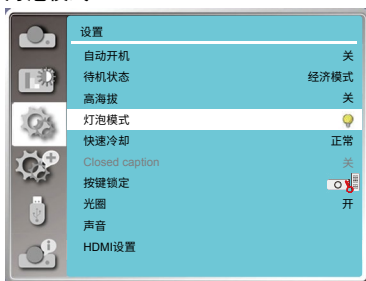 设置
自动开机 关
待机状态 经济模式
高海拔 关
灯泡模式
快速冷却 正常
Closed caption 关
按键锁定
光圈 开
声音
HDMI设置